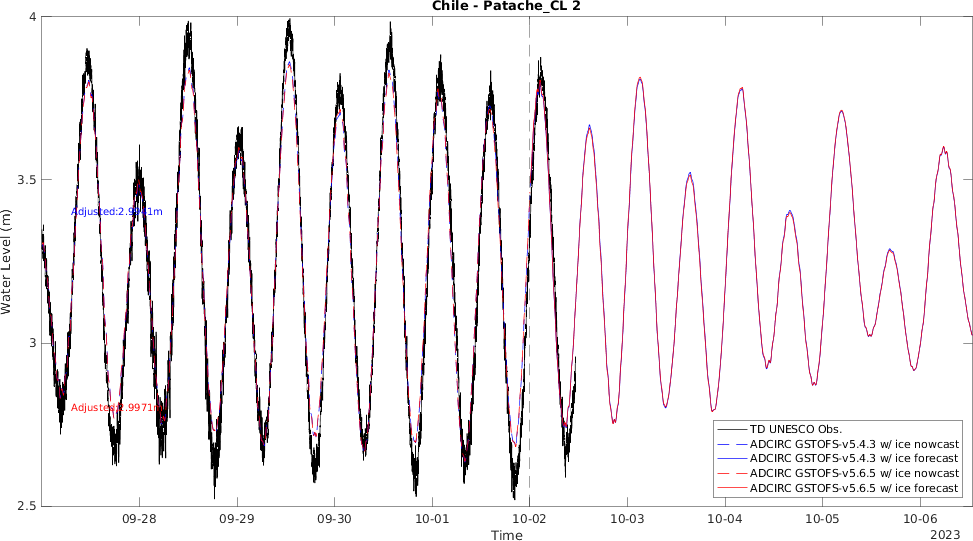 Chile - Patache_CL 2
Water Level (m)
4
3.5
3
2.5
Adjusted:2.9941m
Adjusted:2.9971m
09-28
09-29
09-30
10-01
10-02
10-03
10-04
10-05
10-06
Time
2023
TD UNESCO Obs.
ADCIRC GSTOFS-v5.4.3 w/ ice nowcast
ADCIRC GSTOFS-v5.4.3 w/ ice forecast
ADCIRC GSTOFS-v5.6.5 w/ ice nowcast
ADCIRC GSTOFS-v5.6.5 w/ ice forecast